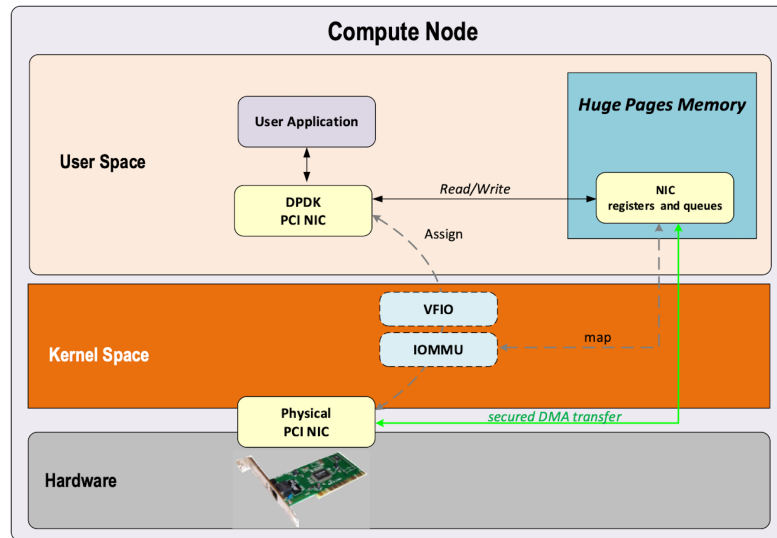 Compute Node
Huge Pages Memory
User Application
User Space
DPDK
PCI NIC
Read/Write
NIC
registers and queues
Assign
VFIO
IOMMU
map
Kernel Space
Physical
PCI NIC
secured DMA transfer
Hardware